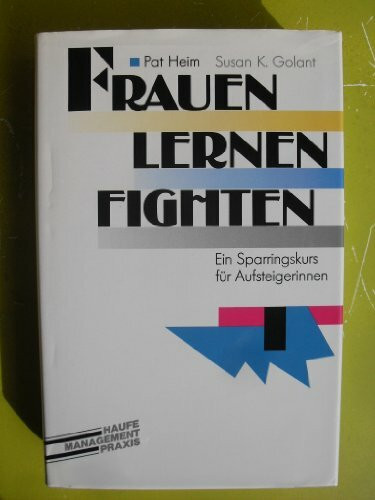 Pat Heim Susan K. Golant
FRAUEN
LERNEN
FIGHTEN
Ein Sparringskurs
für Aufsteigerinnen
HAUFE
MANAGEMENT
PRAXIS